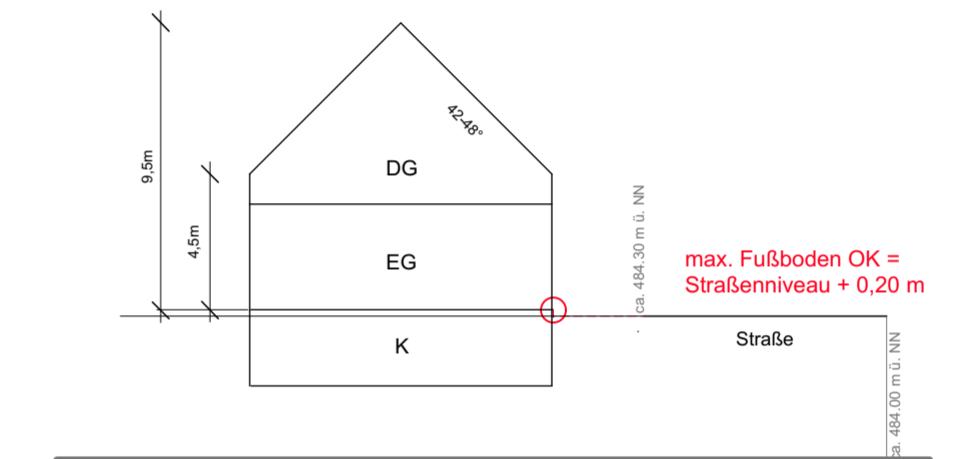 9,5m
4,5m
42-48°
DG
EG
K
ca. 484.30 m ü. NN
max. Fußboden OK =
Straßenniveau + 0,20 m
Straße
ca. 484.00 m ü. NN